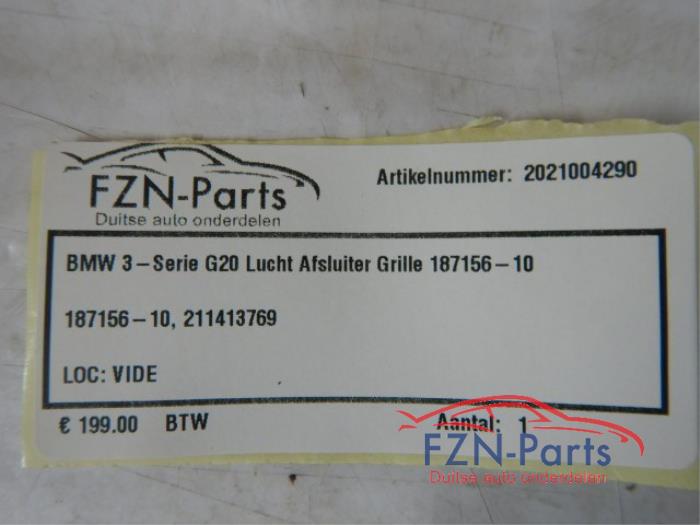 FZN-Parts
Duitse auto onderdelen
Artikelnummer: 2021004290
BMW 3-Serie G20 Lucht Afsluiter Grille 187156-10
187156-10, 211413769
LOC: VIDE
€ 199.00 BTW
Aantal: 1
FZN-Parts
Duitse auto onderdelen